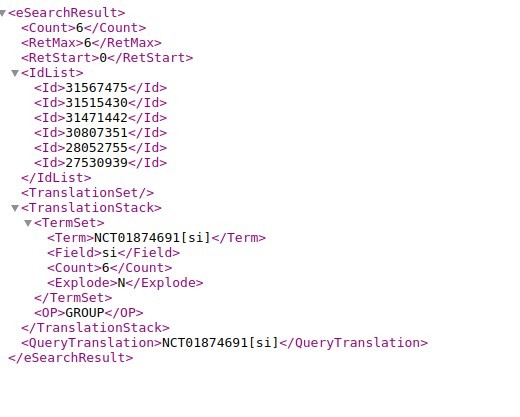 <eSearchResult>
<Count>6</Count>
<RetMax>6</RetMax>
<RetStart>0</RetStart>
<IdList>
<Id>31567475</Id>
<Id>31515430</Id>
<Id>31471442</Id>
<Id>30807351</Id>
<Id>28052755</Id>
<Id>27530939</Id>
</IdList>
<TranslationSet/>
<TranslationStack>
<TermSet>
<Term>NCT01874691[si]</Term>
<Field>si</Field>
<Count>6</Count>
<Explode>N</Explode>
</TermSet>
<OP>GROUP</OP>
</TranslationStack>
<QueryTranslation>NCT01874691[si]</QueryTranslation>
</eSearchResult>